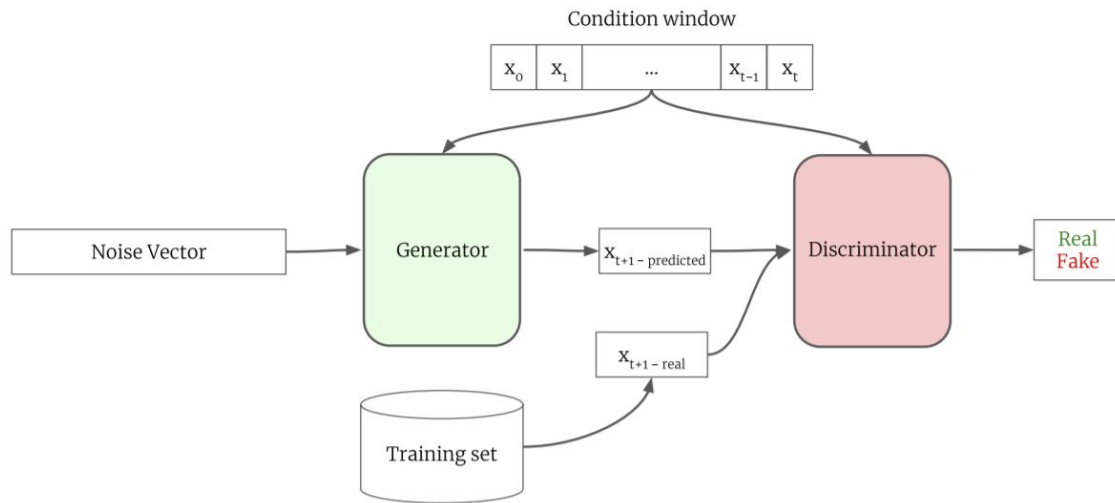 Condition window
x₀ x₁ ... xₜ₋₁ xₜ
Noise Vector
Generator
xₜ₊₁ ₋ predicted
Discriminator
Real
Fake
xₜ₊₁ ₋ real
Training set